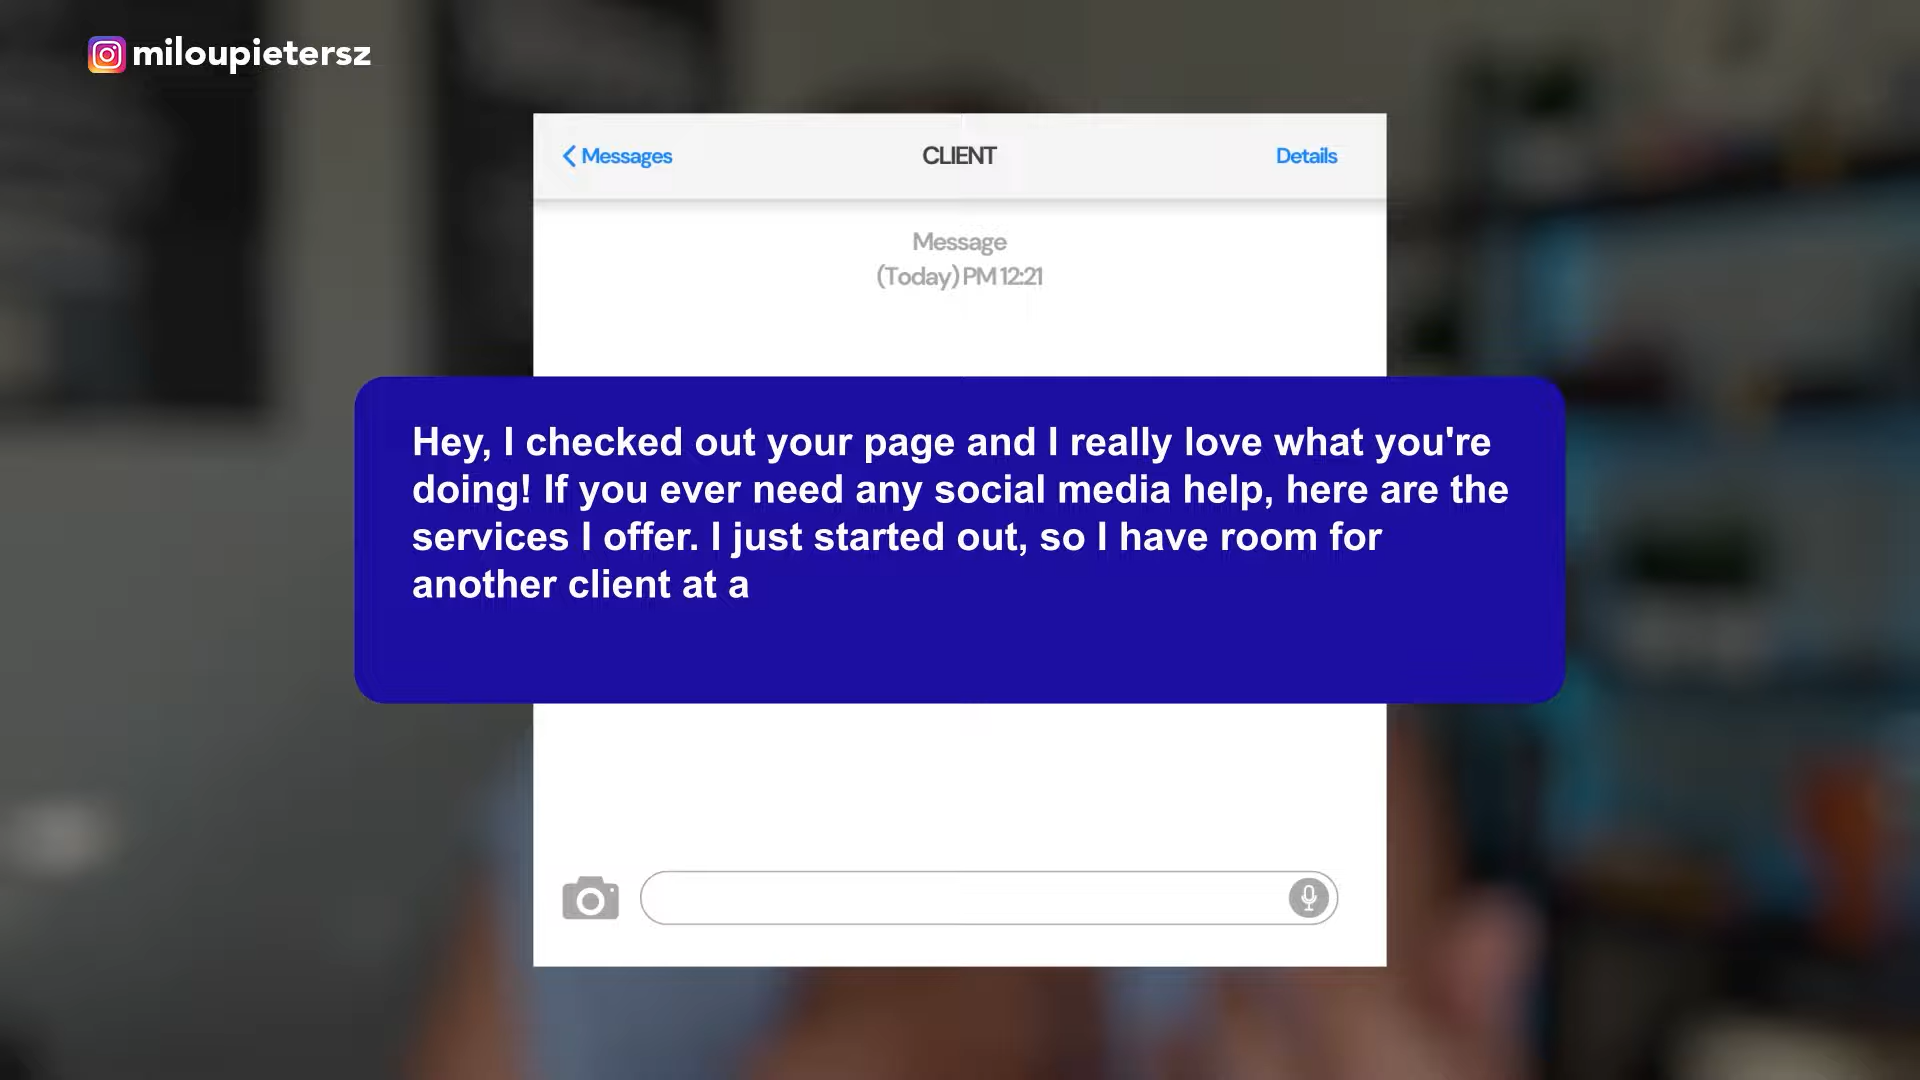 miloupietersz
Messages
CLIENT
Details
Message
(Today) PM 12:21
Hey, I checked out your page and I really love what you're
doing! If you ever need any social media help, here are the
services I offer. I just started out, so I have room for
another client at a